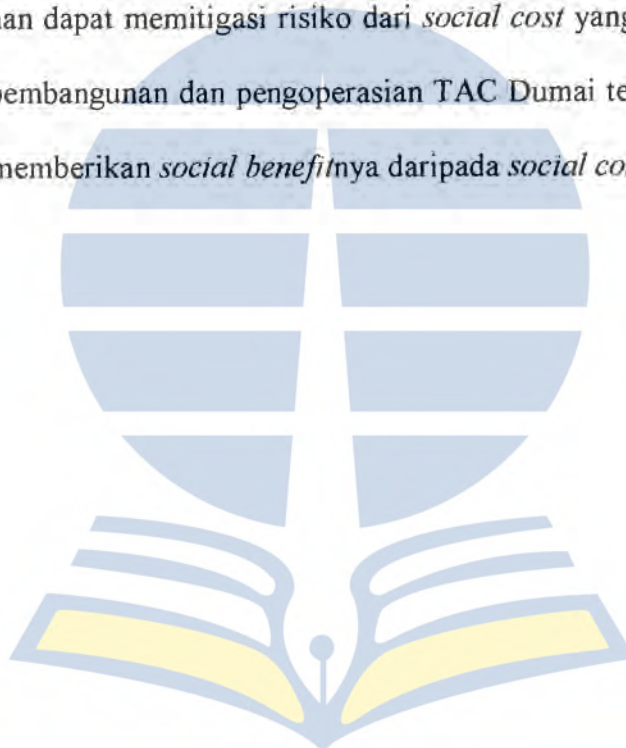 an dapat memitigasi risiko dari social cost yang
pembangunan dan pengoperasian TAC Dumai te
memberikan social benefitnya daripada social co